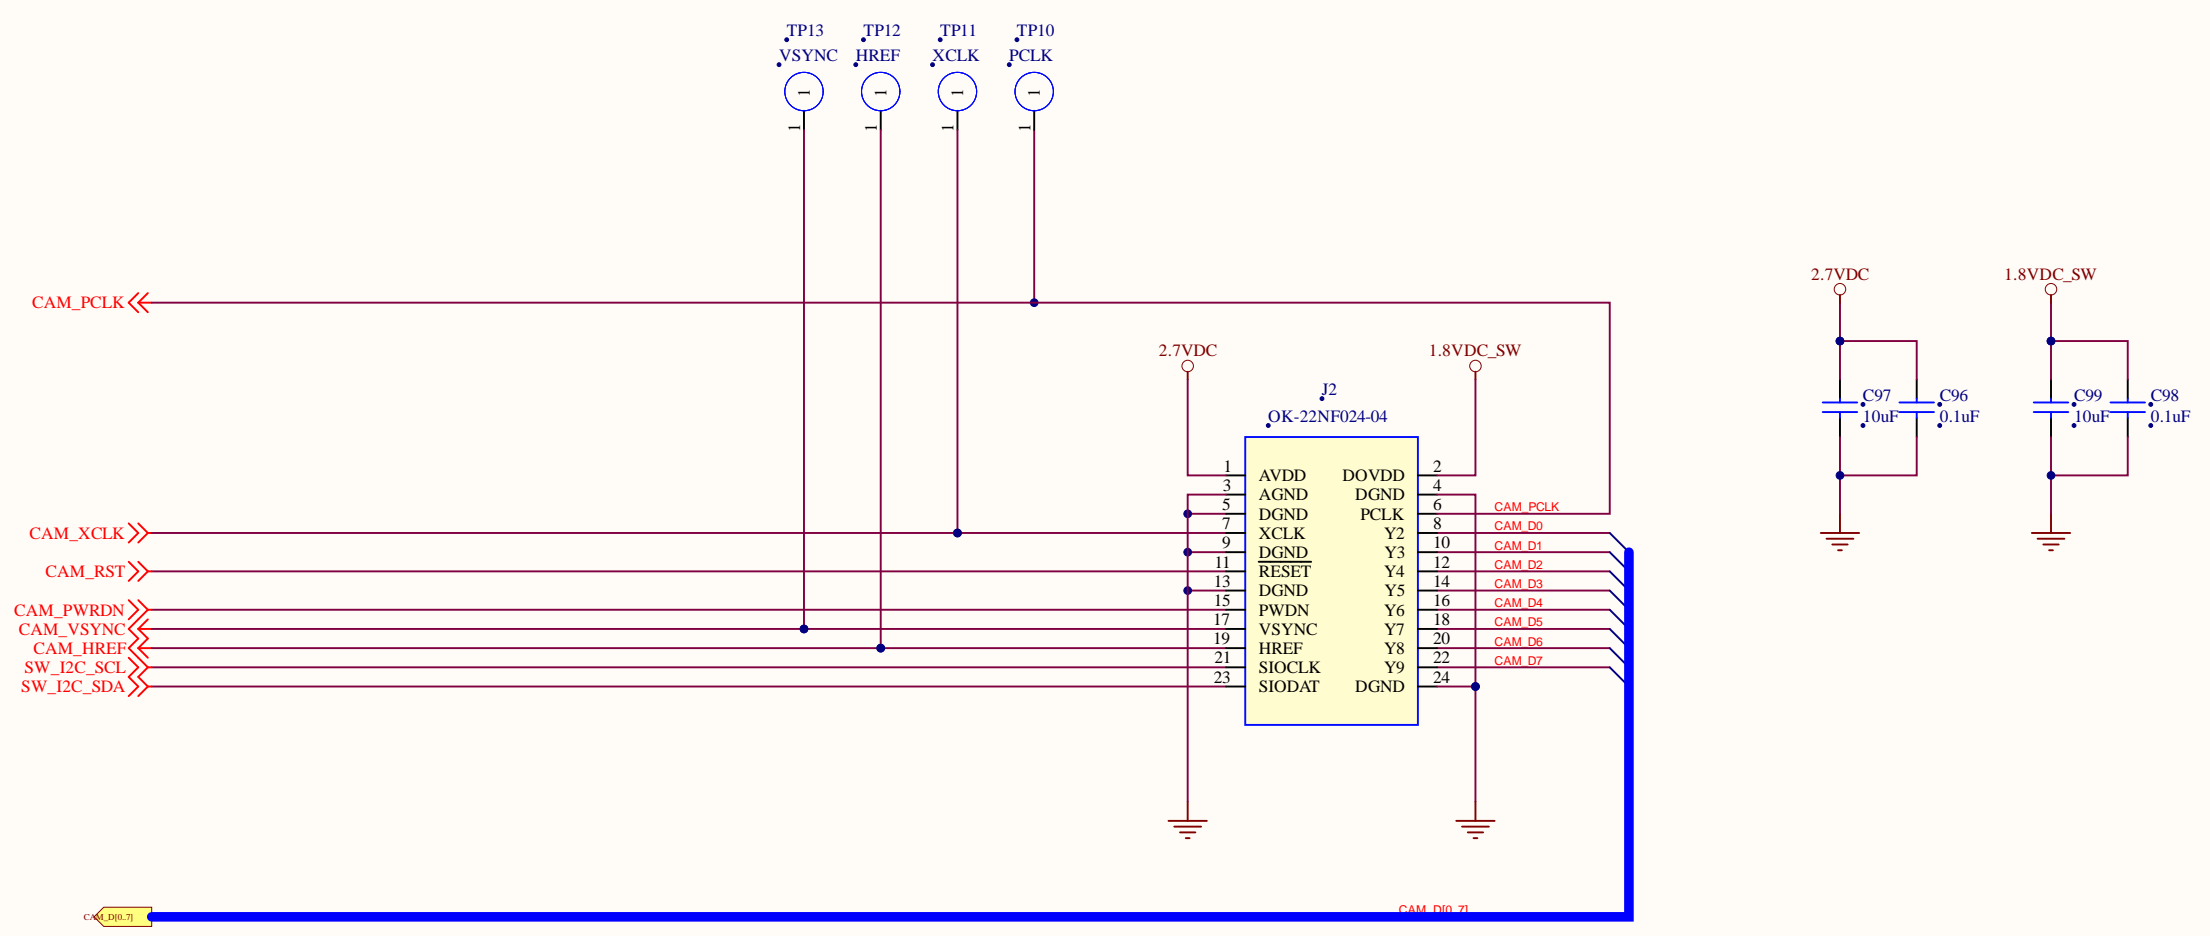 TP13 TP12 TP11 TP10
VSYNC HREF XCLK PCLK
1 1 1 1
1 1 1 1
2.7VDC 1.8VDC_SW
CAM_PCLK
2.7VDC 1.8VDC_SW
J2
OK-22NF024-04
C97 C96 C99 C98
10uF 0.1uF 10uF 0.1uF
1 AVDD DOVDD 2
3 AGND DGND 4
5 DGND PCLK 6 CAM_PCLK
CAM_XCLK 7 XCLK Y2 8 CAM_D0
9 DGND Y3 10 CAM_D1
CAM_RST 11 RESET Y4 12 CAM_D2
13 DGND Y5 14 CAM_D3
CAM_PWRDN 15 PWDN Y6 16 CAM_D4
CAM_VSYNC 17 VSYNC Y7 18 CAM_D5
CAM_HREF 19 HREF Y8 20 CAM_D6
SW_I2C_SCL 21 SIOCLK Y9 22 CAM_D7
SW_I2C_SDA 23 SIODAT DGND 24
CAM_D[0..7]
CAM_D[0..7]